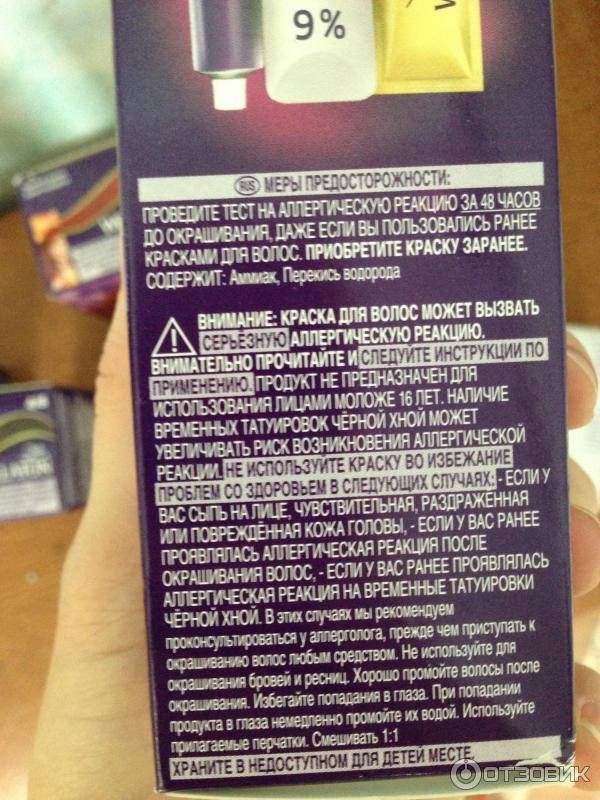 9%
RUS МЕРЫ ПРЕДОСТОРОЖНОСТИ:
ПРОВЕДИТЕ ТЕСТ НА АЛЛЕРГИЧЕСКУЮ РЕАКЦИЮ ЗА 48 ЧАСОВ
ДО ОКРАШИВАНИЯ, ДАЖЕ ЕСЛИ ВЫ ПОЛЬЗОВАЛИСЬ РАНЕЕ
КРАСКАМИ ДЛЯ ВОЛОС. ПРИОБРЕТИТЕ КРАСКУ ЗАРАНЕЕ.
СОДЕРЖИТ: Аммиак, Перекись водорода
ВНИМАНИЕ: КРАСКА ДЛЯ ВОЛОС МОЖЕТ ВЫЗВАТЬ
СЕРЬЁЗНУЮ АЛЛЕРГИЧЕСКУЮ РЕАКЦИЮ.
ВНИМАТЕЛЬНО ПРОЧИТАЙТЕ И СЛЕДУЙТЕ ИНСТРУКЦИИ ПО
ПРИМЕНЕНИЮ. ПРОДУКТ НЕ ПРЕДНАЗНАЧЕН ДЛЯ
ИСПОЛЬЗОВАНИЯ ЛИЦАМИ МОЛОЖЕ 16 ЛЕТ. НАЛИЧИЕ
ВРЕМЕННЫХ ТАТУИРОВОК ЧЁРНОЙ ХНОЙ МОЖЕТ
УВЕЛИЧИВАТЬ РИСК ВОЗНИКНОВЕНИЯ АЛЛЕРГИЧЕСКОЙ
РЕАКЦИИ. НЕ ИСПОЛЬЗУЙТЕ КРАСКУ ВО ИЗБЕЖАНИЕ
ПРОБЛЕМ СО ЗДОРОВЬЕМ В СЛЕДУЮЩИХ СЛУЧАЯХ: - ЕСЛИ У
ВАС СЫПЬ НА ЛИЦЕ, ЧУВСТВИТЕЛЬНАЯ, РАЗДРАЖЁННАЯ
ИЛИ ПОВРЕЖДЁННАЯ КОЖА ГОЛОВЫ, - ЕСЛИ У ВАС РАНЕЕ
ПРОЯВЛЯЛАСЬ АЛЛЕРГИЧЕСКАЯ РЕАКЦИЯ ПОСЛЕ
ОКРАШИВАНИЯ ВОЛОС, - ЕСЛИ У ВАС РАНЕЕ ПРОЯВЛЯЛАСЬ
АЛЛЕРГИЧЕСКАЯ РЕАКЦИЯ НА ВРЕМЕННЫЕ ТАТУИРОВКИ
ЧЁРНОЙ ХНОЙ. В этих случаях мы рекомендуем
проконсультироваться у аллерголога, прежде чем приступать к
окрашиванию волос любым средством. Не используйте для
окрашивания бровей и ресниц. Хорошо промойте волосы после
окрашивания. Избегайте попадания в глаза. При попадании
продукта в глаза немедленно промойте их водой. Используйте
прилагаемые перчатки. Смешивать 1:1
ХРАНИТЕ В НЕДОСТУПНОМ ДЛЯ ДЕТЕЙ МЕСТЕ.
ОТЗОВИК